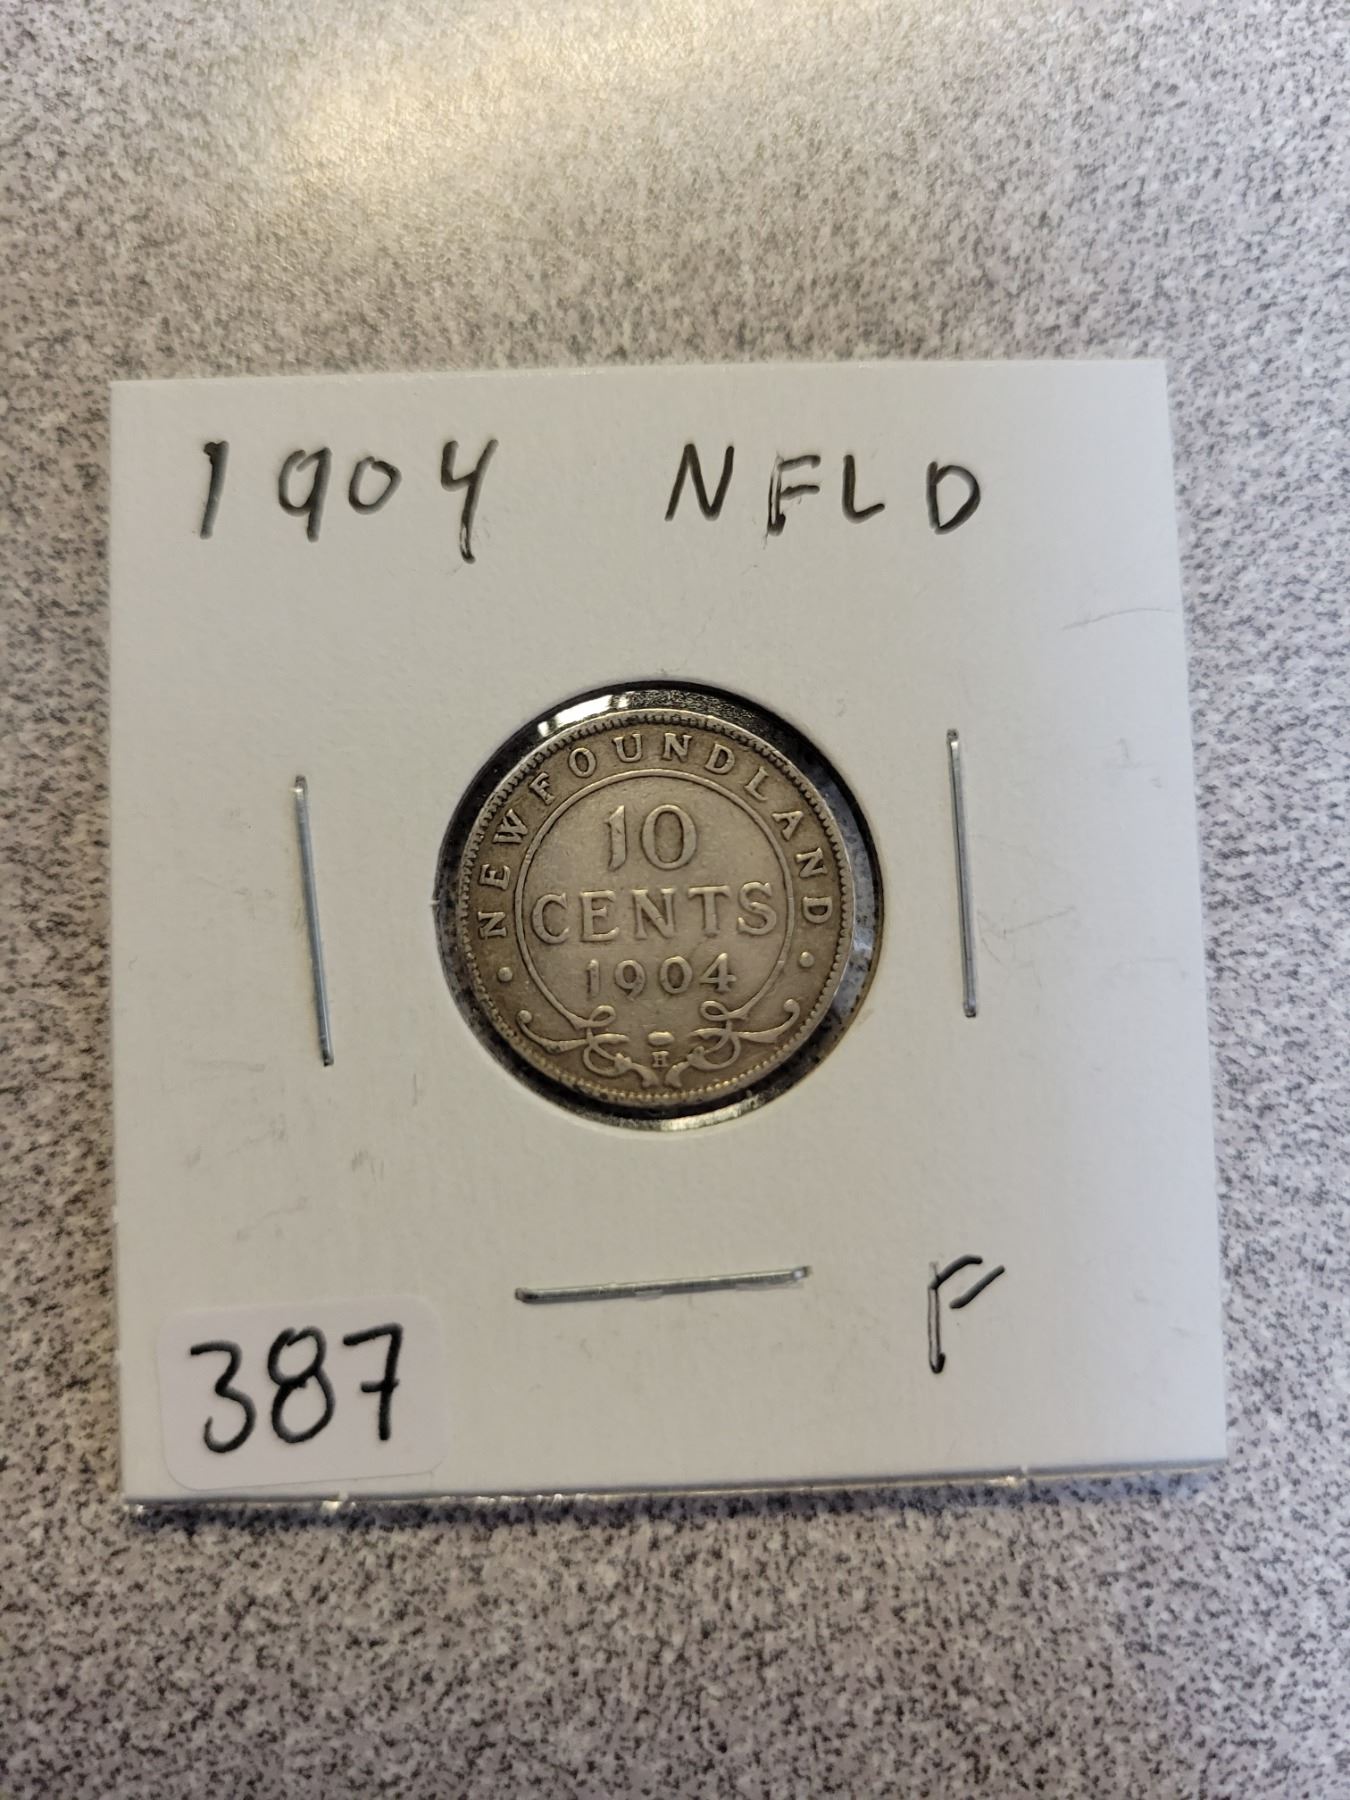 1904 NFLD
• NEWFOUNDLAND •
10
CENTS
1904
H
F
387